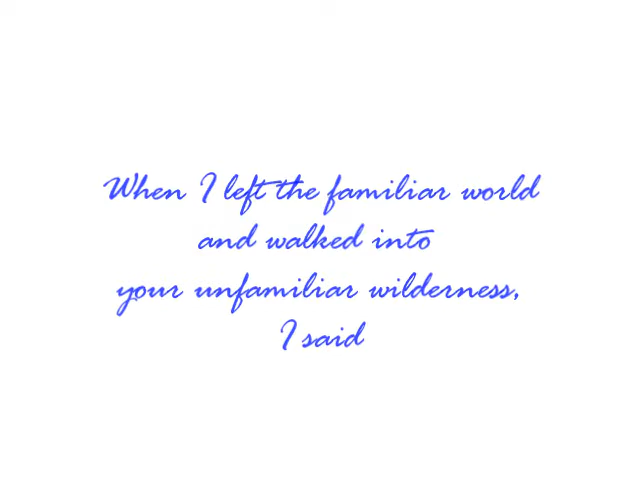 When I left the familiar world
and walked into
your unfamiliar wilderness,
I said